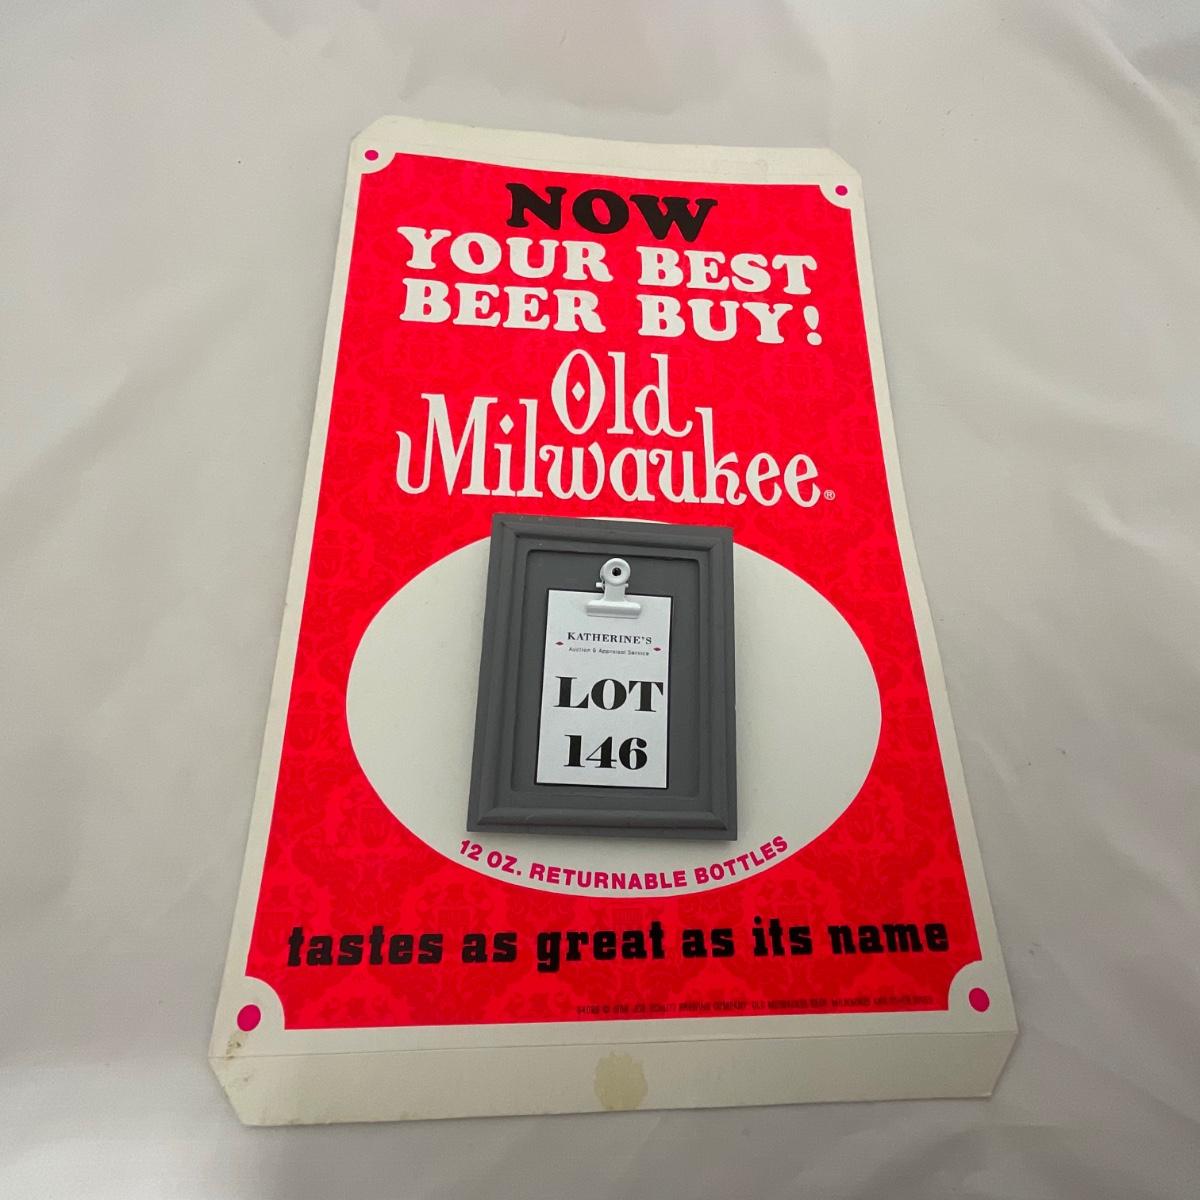 NOW
YOUR BEST
BEER BUY!
Old
Milwaukee®
KATHERINE'S
Auction & Appraisal Service
LOT
146
12 OZ. RETURNABLE BOTTLES
tastes as great as its name